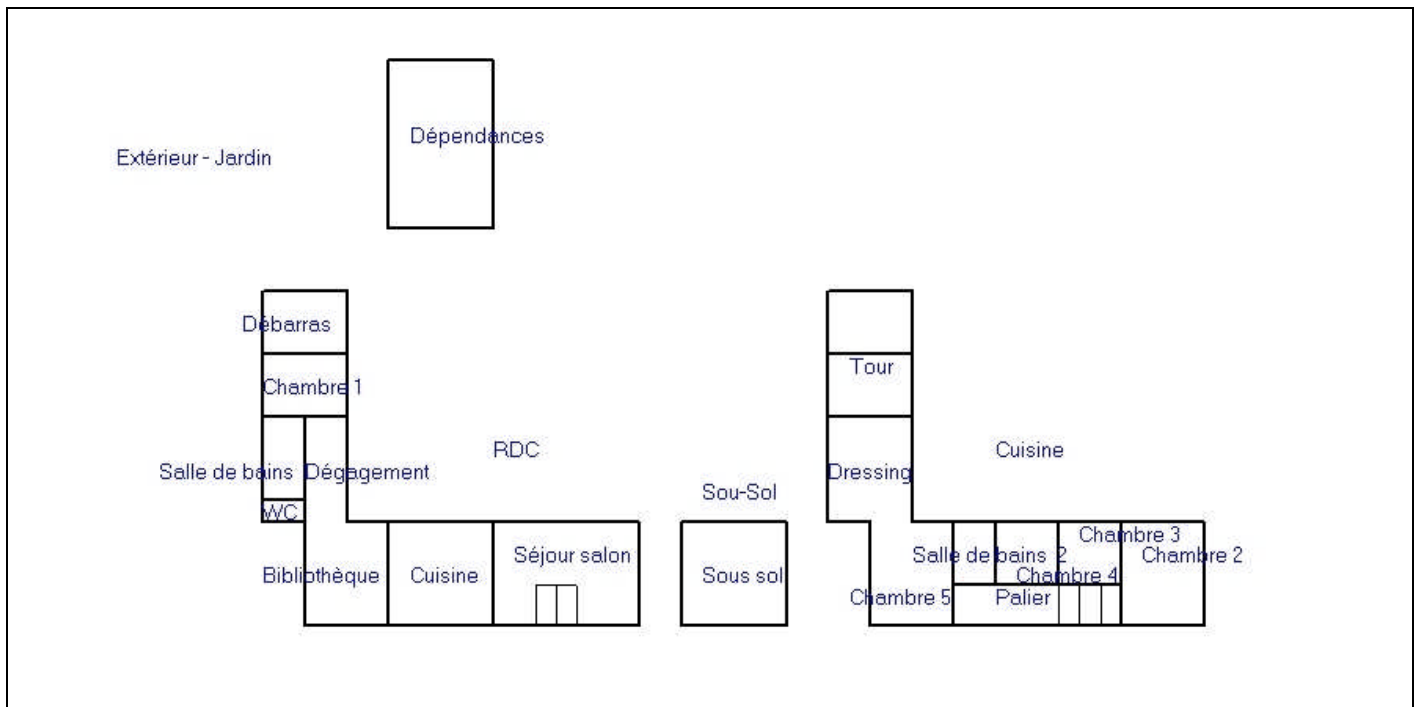 Dépendances
Extérieur - Jardin
Débarras
Chambre 1
Tour
RDC
Cuisine
Salle de bains
Dégagement
Dressing
Sou-Sol
WC
Chambre 3
Séjour salon
Salle de bains 2
Chambre 2
Bibliothèque
Cuisine
Sous sol
Chambre 4
Chambre 5
Palier